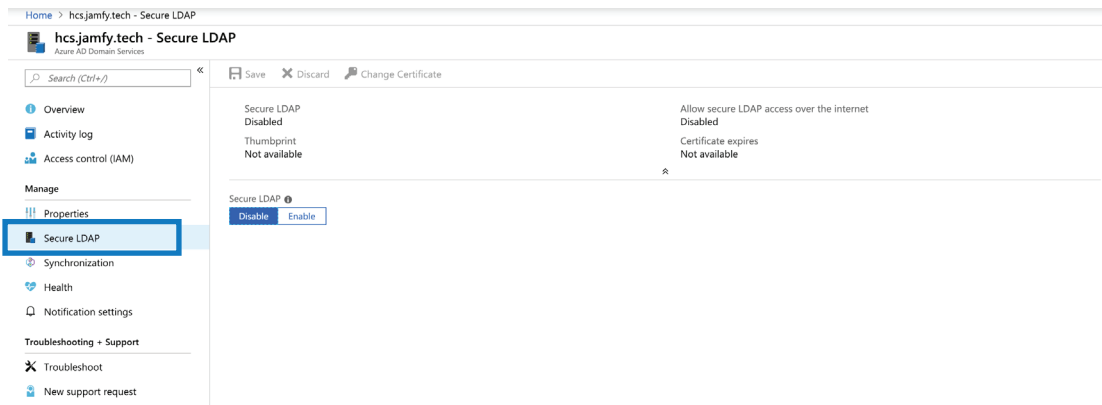 Home > hcs.jamfy.tech - Secure LDAP
hcs.jamfy.tech - Secure LDAP
Azure AD Domain Services
Search (Ctrl+/)
«
Save Discard Change Certificate
Overview
Activity log
Access control (IAM)
Manage
Properties
Secure LDAP
Synchronization
Health
Notification settings
Troubleshooting + Support
Troubleshoot
New support request
Secure LDAP
Disabled
Thumbprint
Not available
Allow secure LDAP access over the internet
Disabled
Certificate expires
Not available
Secure LDAP
Disable Enable